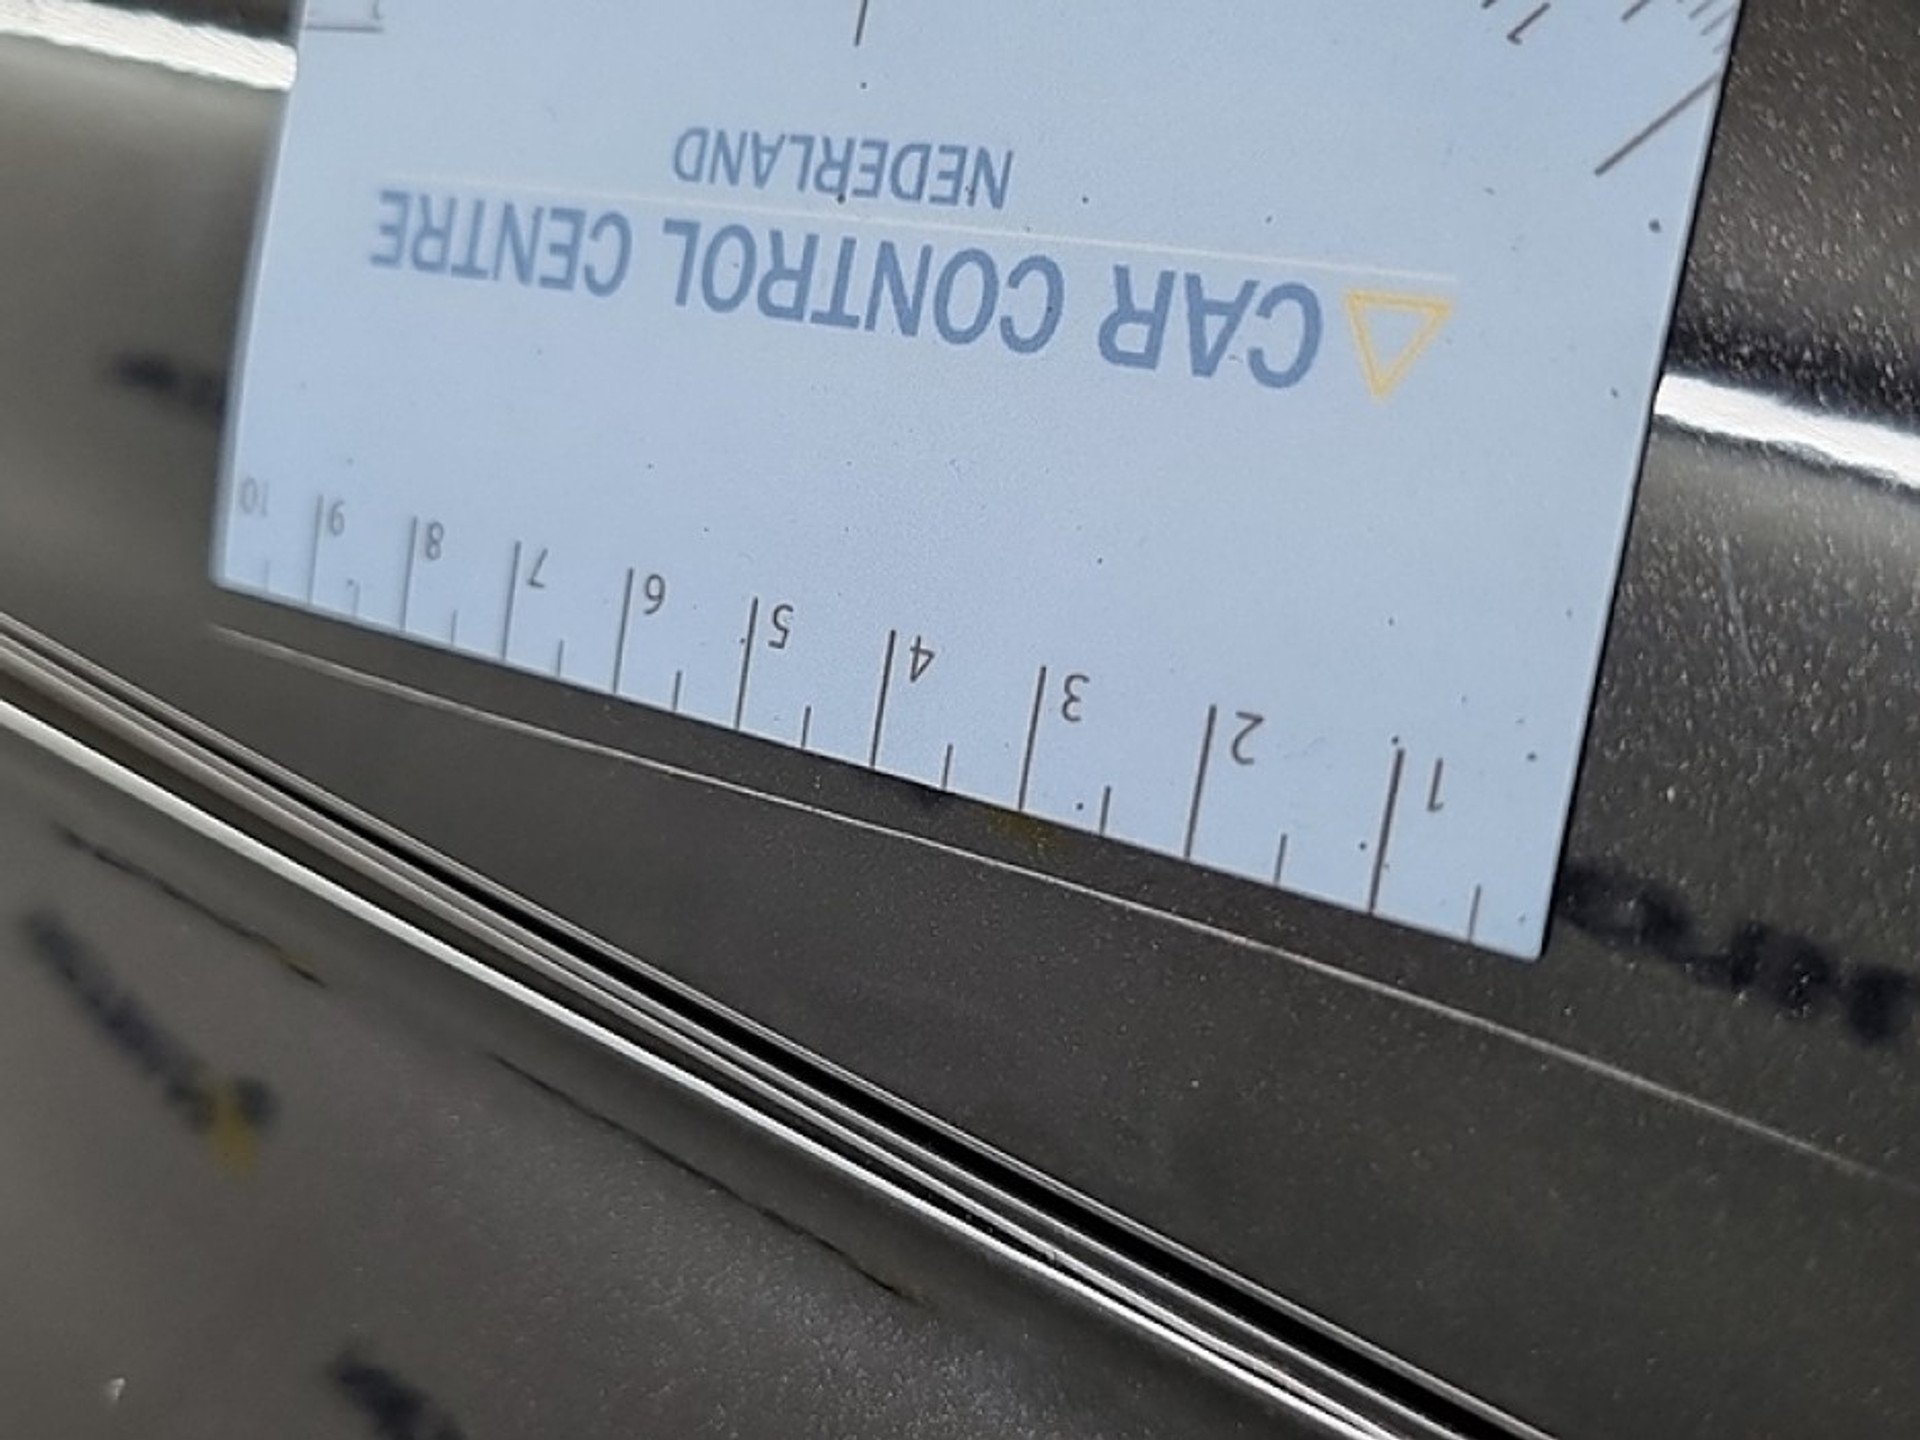 CAR CONTROL CENTRE
NEDERLAND
1 2 3 4 5 6 7 8 9 10